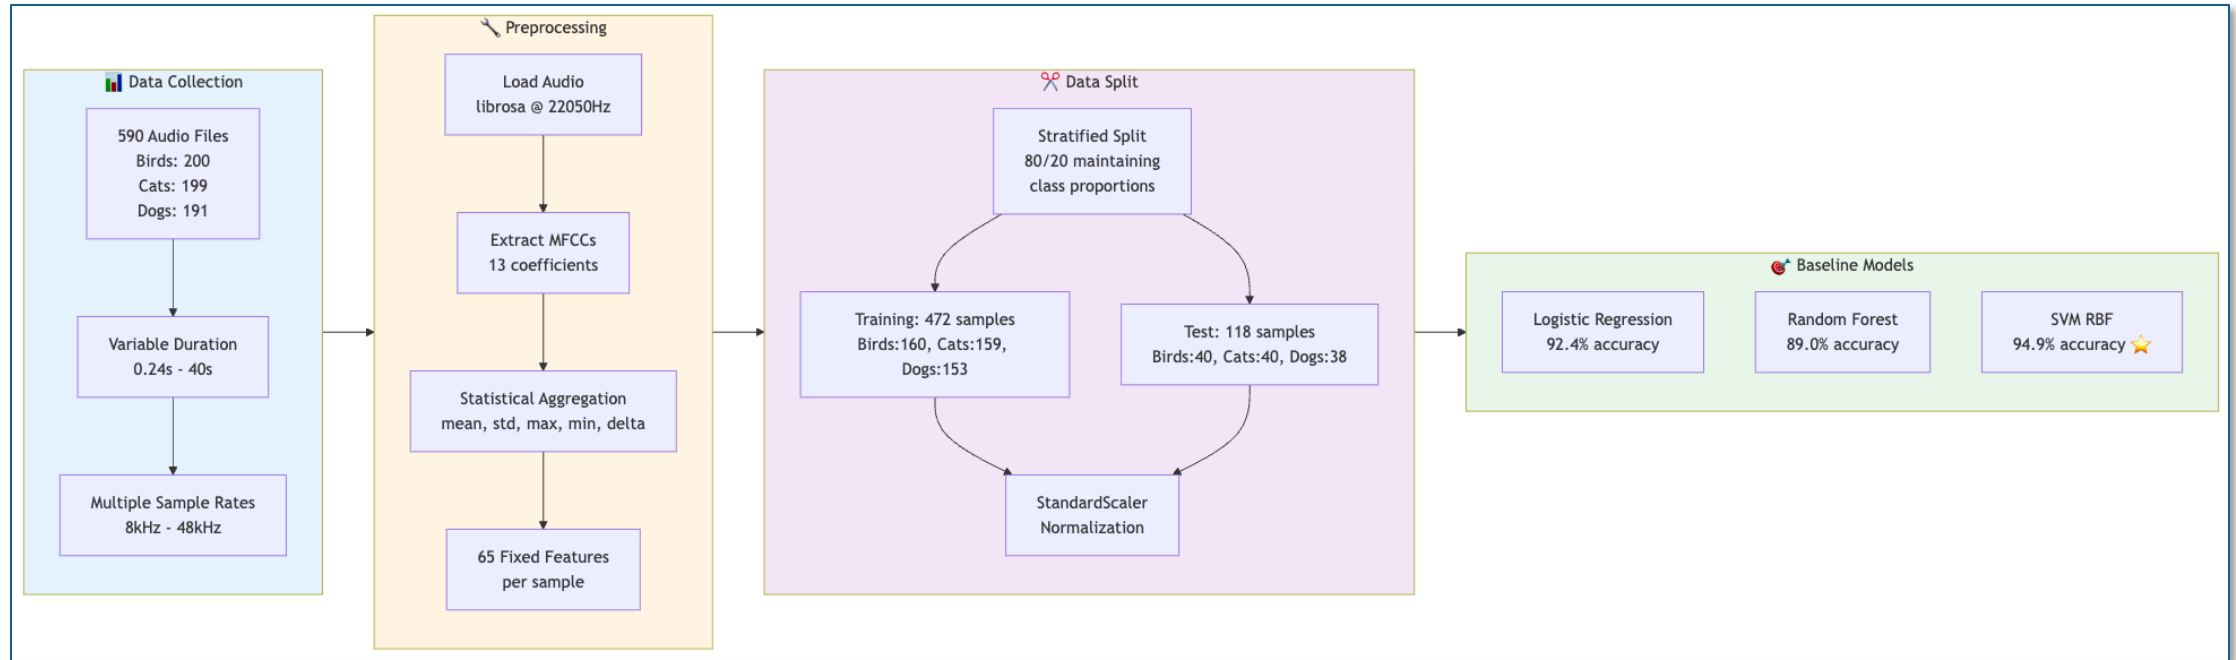 Data Collection
590 Audio Files
Birds: 200
Cats: 199
Dogs: 191
Variable Duration
0.24s - 40s
Multiple Sample Rates
8kHz - 48kHz
Preprocessing
Load Audio
librosa @ 22050Hz
Extract MFCCs
13 coefficients
Statistical Aggregation
mean, std, max, min, delta
65 Fixed Features
per sample
Data Split
Stratified Split
80/20 maintaining
class proportions
Training: 472 samples
Birds:160, Cats:159,
Dogs:153
Test: 118 samples
Birds:40, Cats:40, Dogs:38
StandardScaler
Normalization
Baseline Models
Logistic Regression
92.4% accuracy
Random Forest
89.0% accuracy
SVM RBF
94.9% accuracy ⭐